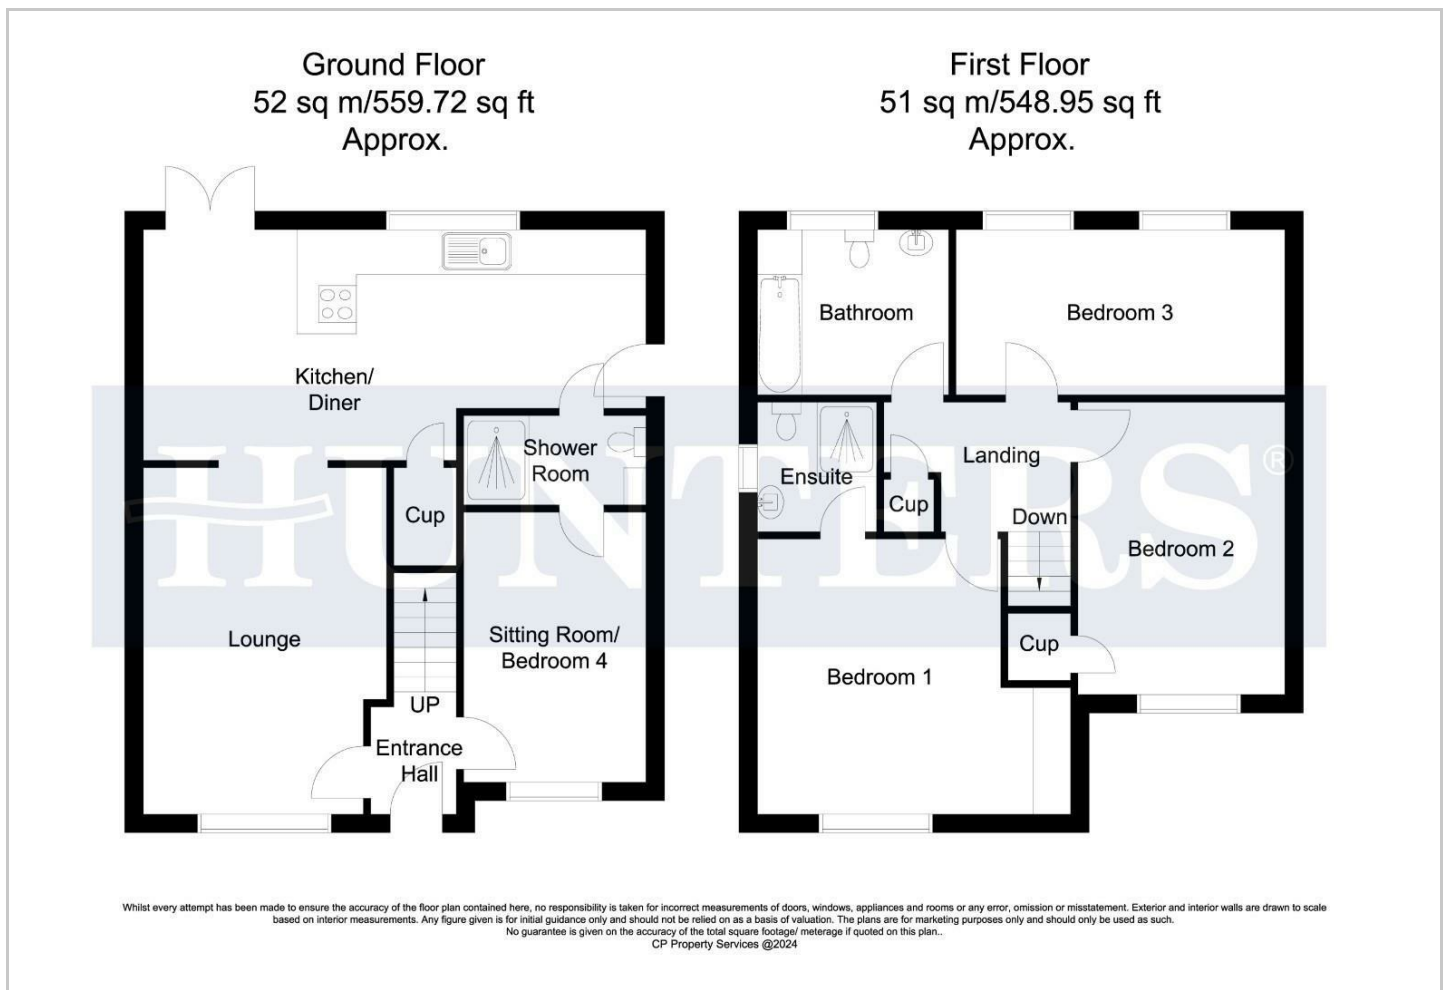 Ground Floor
52 sq m/559.72 sq ft
Approx.
First Floor
51 sq m/548.95 sq ft
Approx.
Kitchen/
Diner
Shower
Room
Cup
Lounge
Sitting Room/
Bedroom 4
UP
Entrance
Hall
Bathroom
Bedroom 3
Landing
Ensuite
Cup
Down
Bedroom 2
Cup
Bedroom 1
HUNTERS®
Whilst every attempt has been made to ensure the accuracy of the floor plan contained here, no responsibility is taken for incorrect measurements of doors, windows, appliances and rooms or any error, omission or misstatement. Exterior and interior walls are drawn to scale
based on interior measurements. Any figure given is for initial guidance only and should not be relied on as a basis of valuation. The plans are for marketing purposes only and should only be used as such.
No guarantee is given on the accuracy of the total square footage/ meterage if quoted on this plan..
CP Property Services @2024